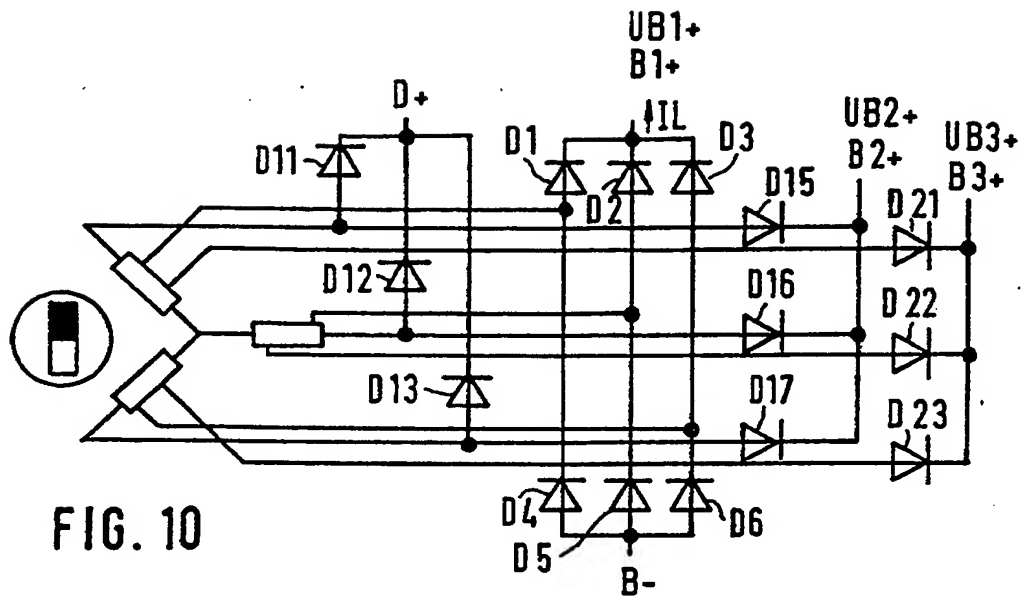 UB1+
B1+
D+
IL
UB2+
B2+
UB3+
B3+
D11
D1
D2
D3
D15
D21
D12
D16
D22
D13
D17
D23
D4
D5
D6
B-
FIG. 10